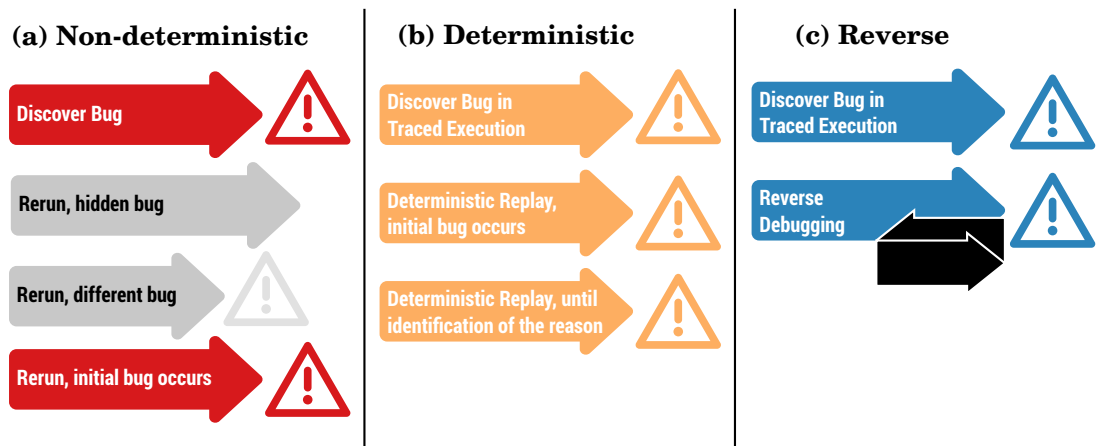 (a) Non-deterministic
Discover Bug
Rerun, hidden bug
Rerun, different bug
Rerun, initial bug occurs
(b) Deterministic
Discover Bug in
Traced Execution
Deterministic Replay,
initial bug occurs
Deterministic Replay, until
identification of the reason
(c) Reverse
Discover Bug in
Traced Execution
Reverse
Debugging